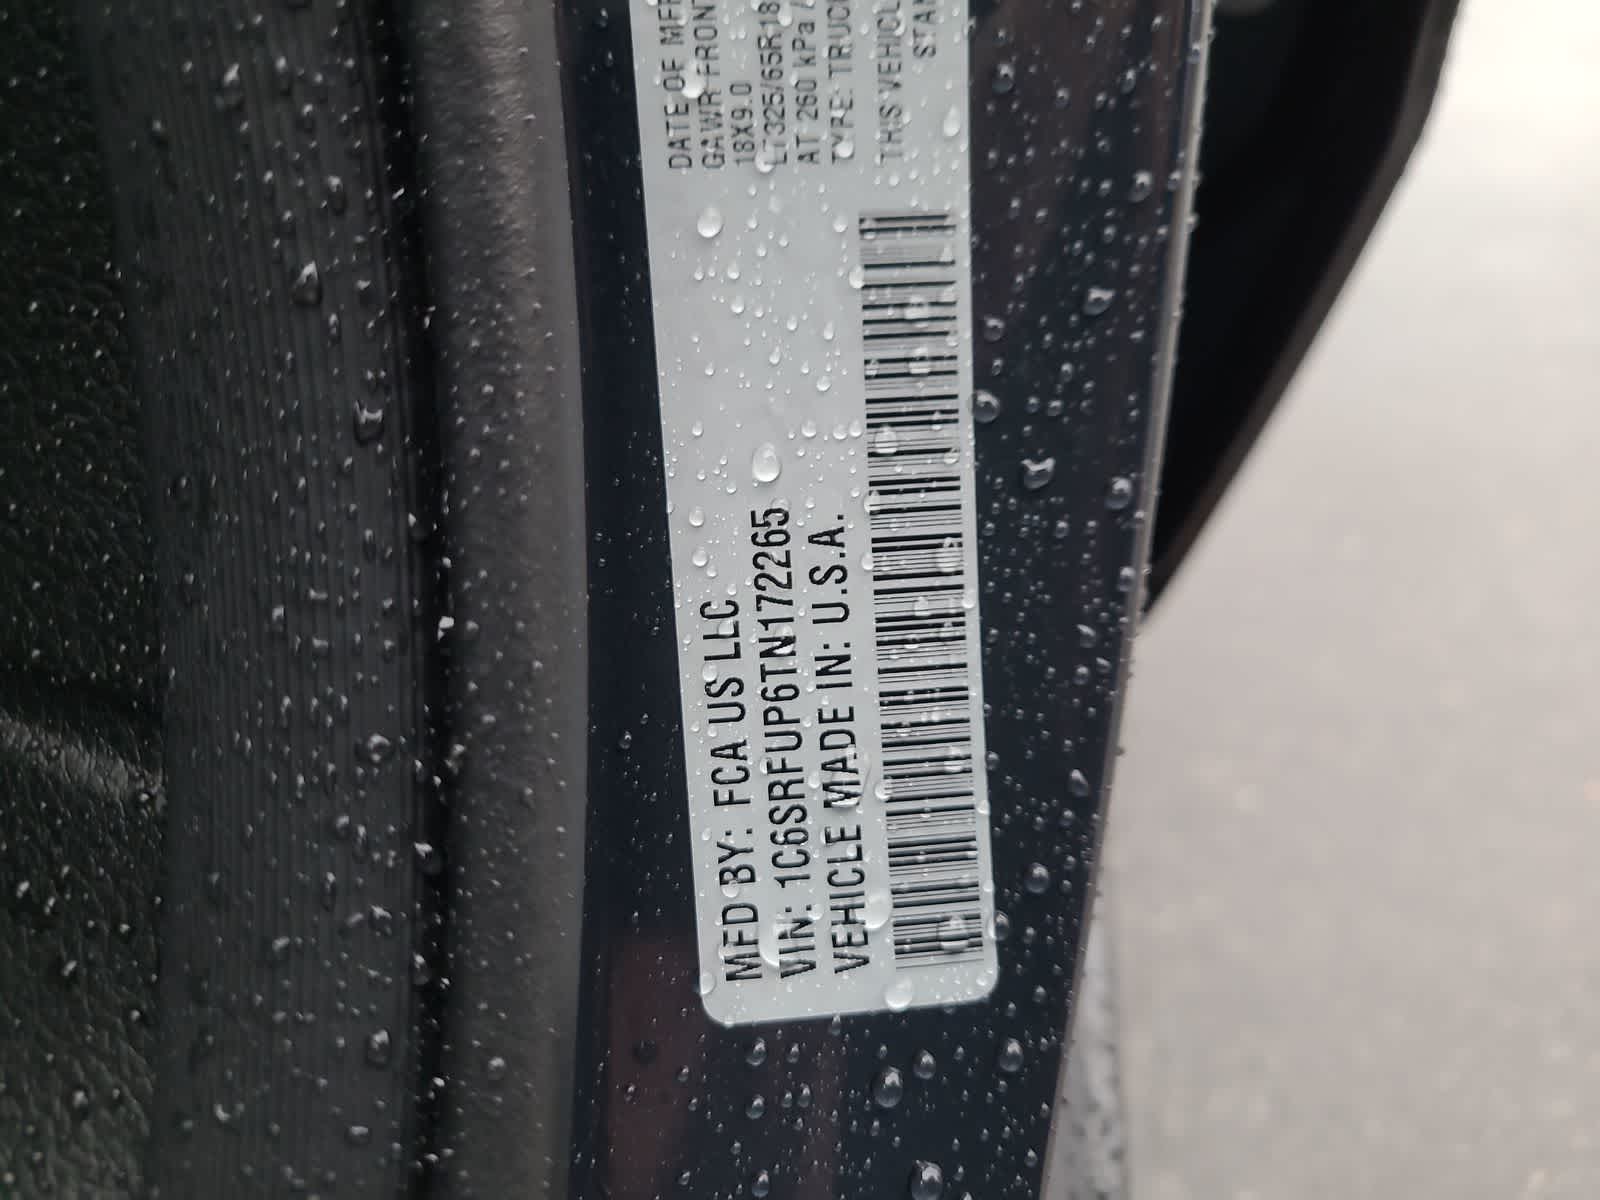 MFD BY: FCA US LLC
VIN: 1C6SRFUP6TN172265
VEHICLE MADE IN: U.S.A.
DATE OF MFR
GAWR FRONT
18X9.0
LT325/65R18
AT 260 kPa /
TYPE: TRUCK
THIS VEHICLE
STAN